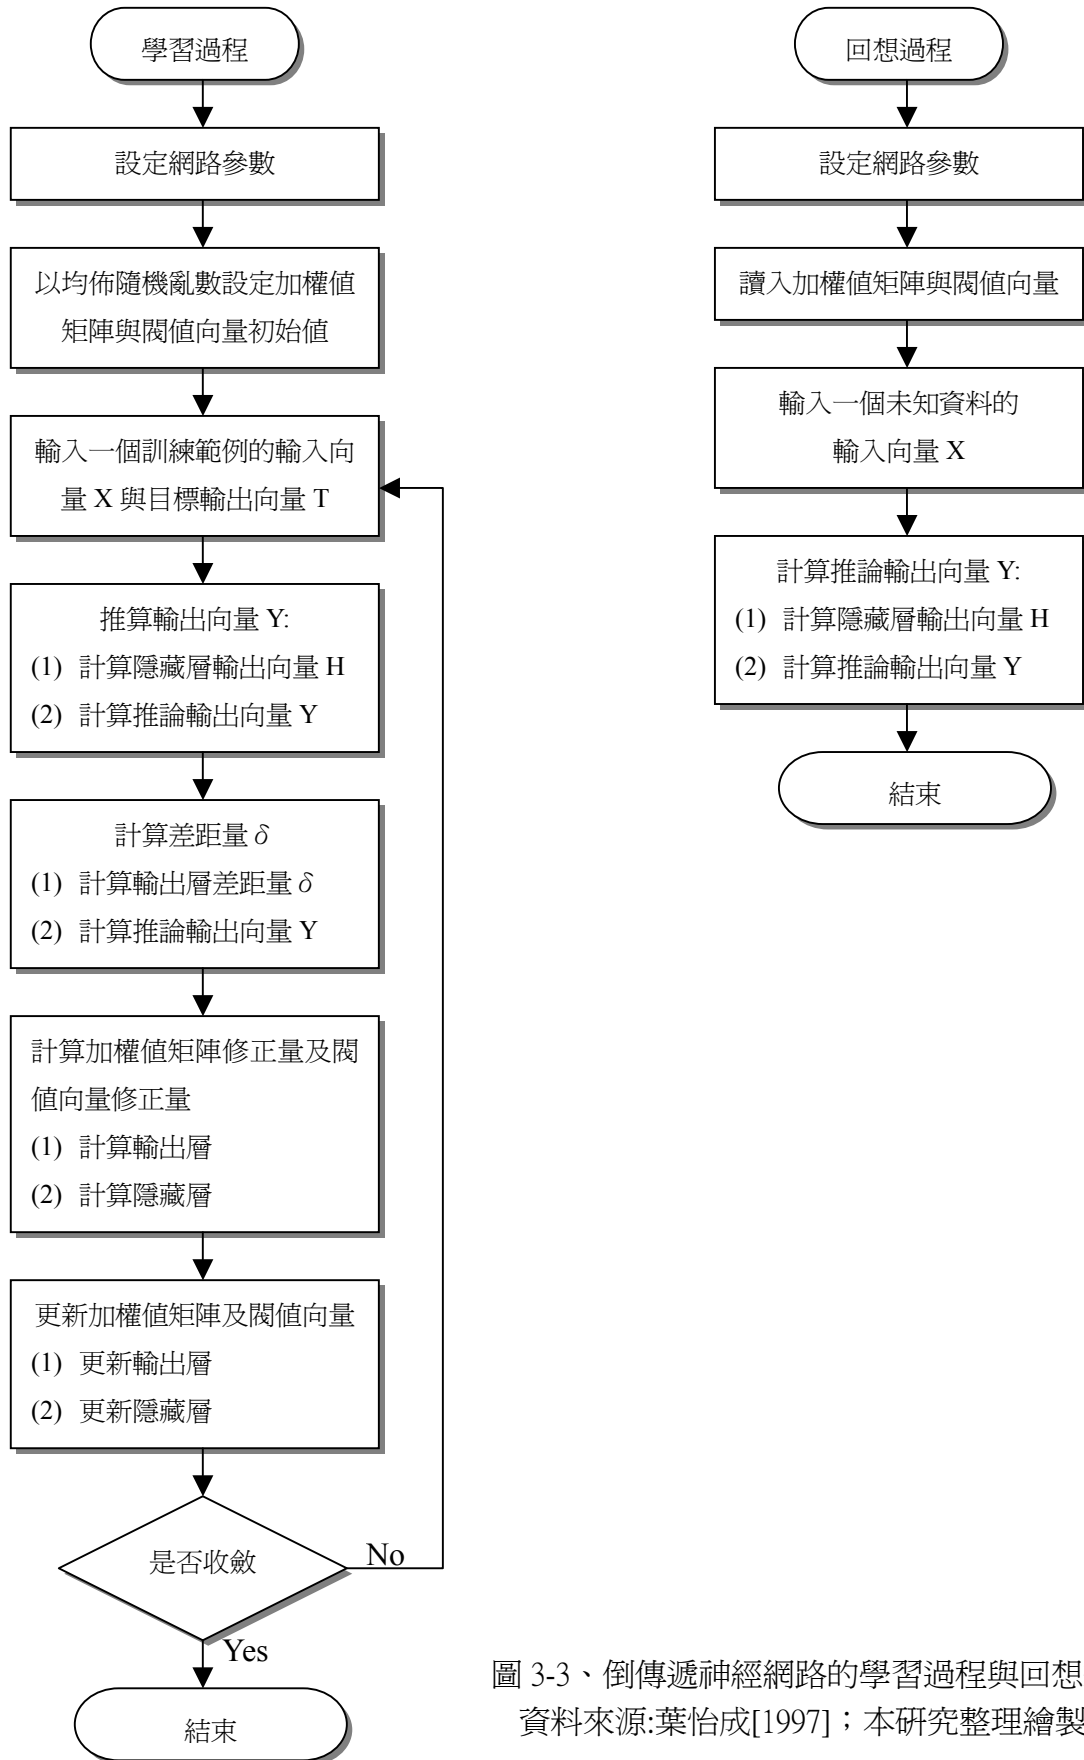 學習過程
設定網路參數
以均佈隨機亂數設定加權值
矩陣與閥值向量初始值
輸入一個訓練範例的輸入向
量 X 與目標輸出向量 T
推算輸出向量 Y:
(1) 計算隱藏層輸出向量 H
(2) 計算推論輸出向量 Y
計算差距量 δ
(1) 計算輸出層差距量 δ
(2) 計算推論輸出向量 Y
計算加權值矩陣修正量及閥
值向量修正量
(1) 計算輸出層
(2) 計算隱藏層
更新加權值矩陣及閥值向量
(1) 更新輸出層
(2) 更新隱藏層
是否收斂
No
Yes
結束
回想過程
設定網路參數
讀入加權值矩陣與閥值向量
輸入一個未知資料的
輸入向量 X
計算推論輸出向量 Y:
(1) 計算隱藏層輸出向量 H
(2) 計算推論輸出向量 Y
結束
圖 3-3、倒傳遞神經網路的學習過程與回想
資料來源:葉怡成[1997]；本研究整理繪製